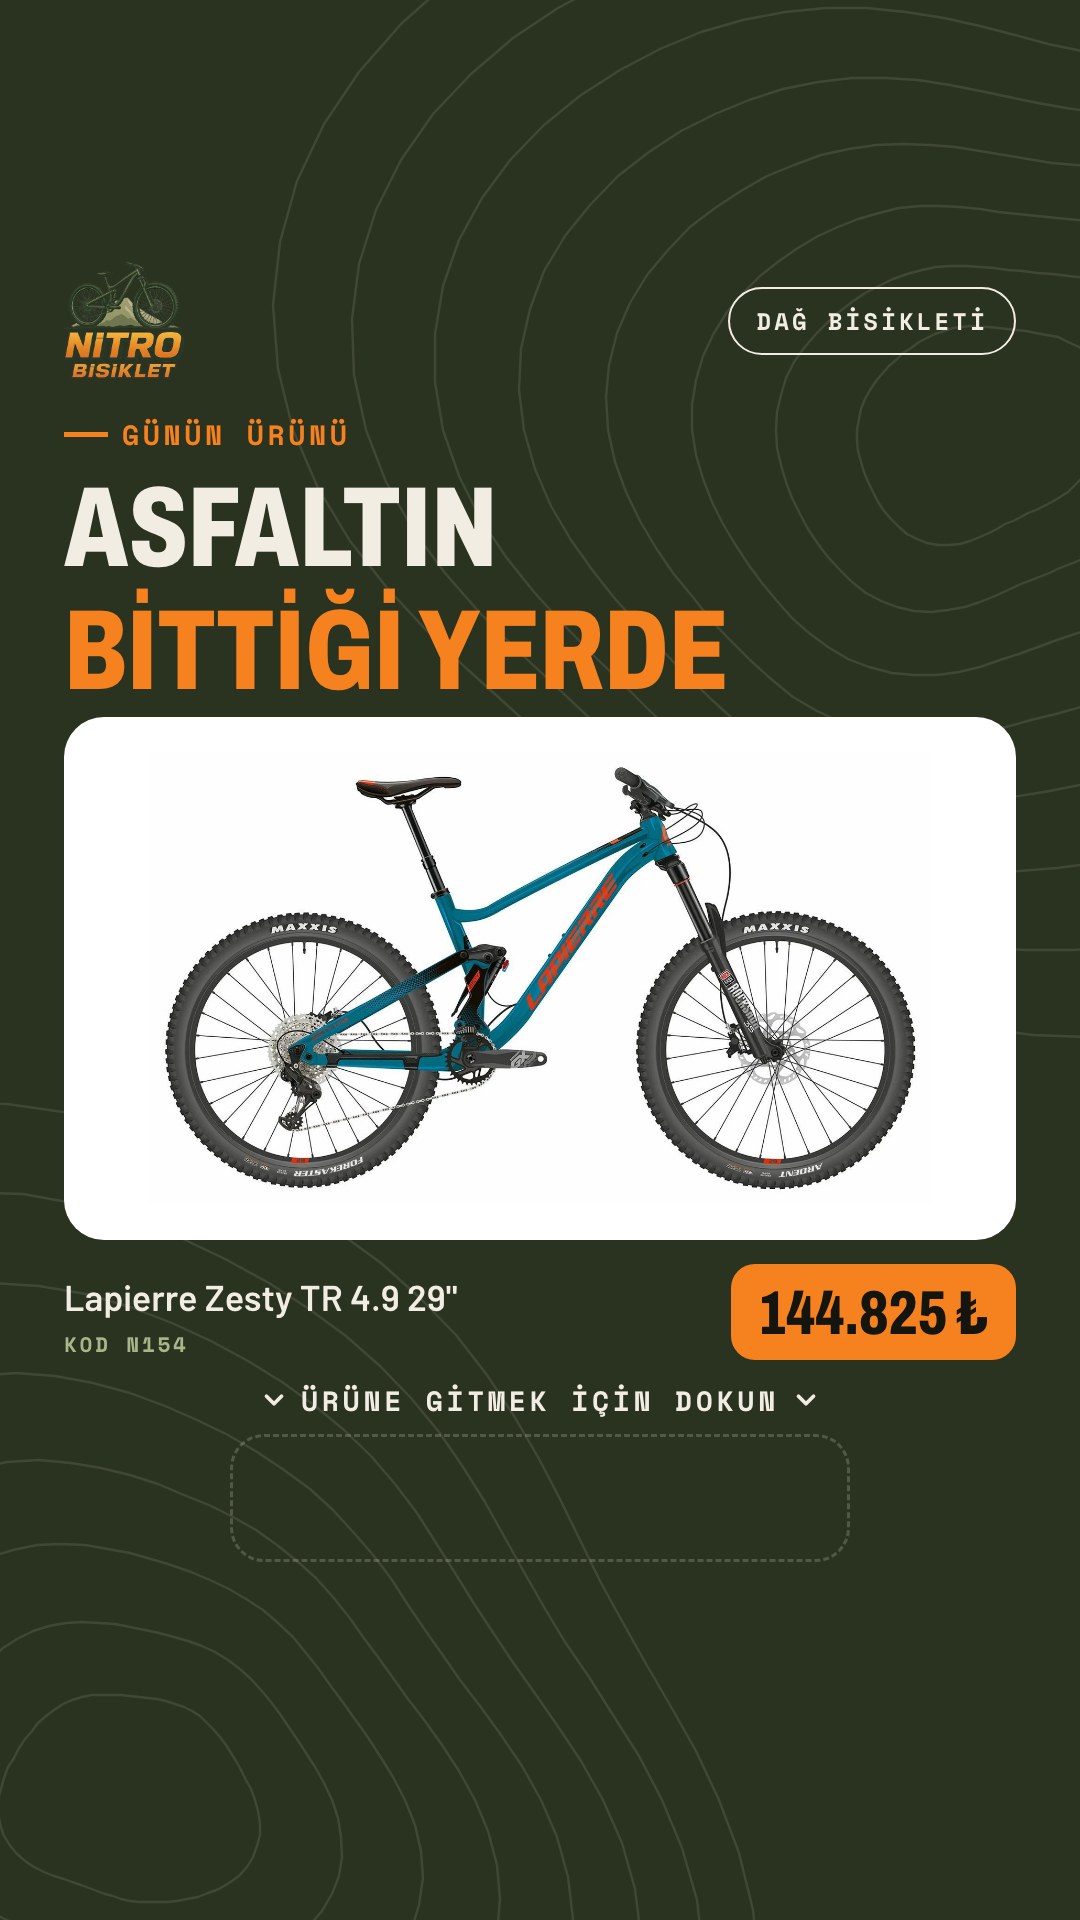 NiTRO
BiSiKLET
DAĞ BİSİKLETİ
GÜNÜN ÜRÜNÜ
ASFALTIN
BİTTİĞİ YERDE
MAXXIS
MAXXIS
LAPIERRE
FOREKASTER
ARDENT
Lapierre Zesty TR 4.9 29"
144.825 ₺
KOD N154
ÜRÜNE GİTMEK İÇİN DOKUN